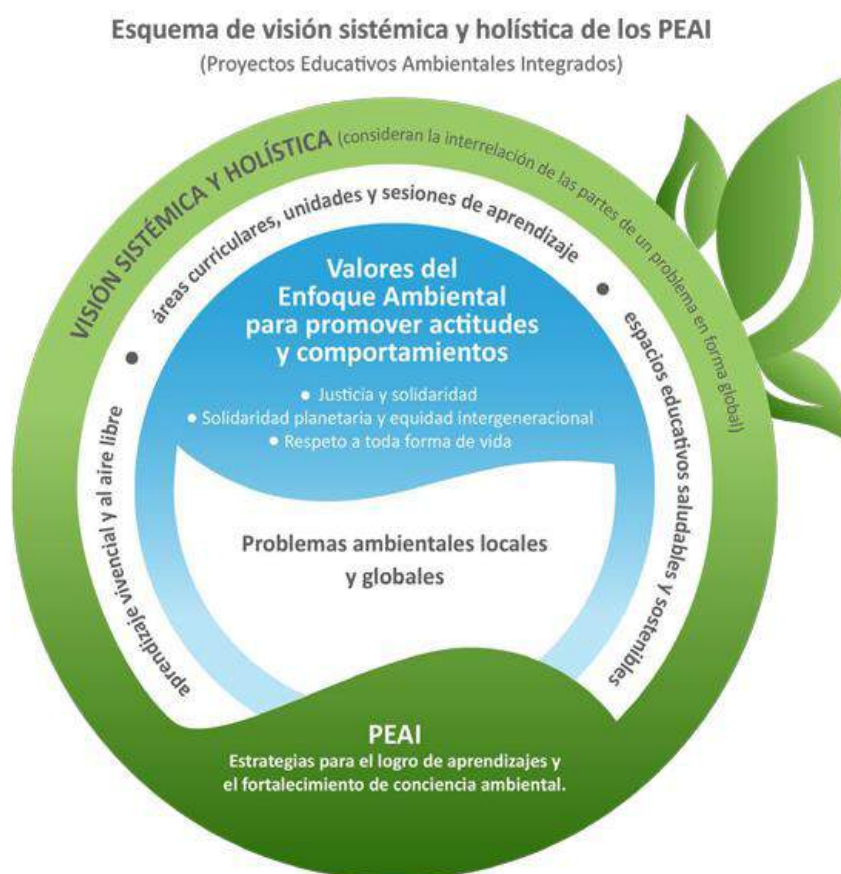 Esquema de visión sistémica y holística de los PEAI
(Proyectos Educativos Ambientales Integrados)
VISIÓN SISTÉMICA Y HOLÍSTICA (consideran la interrelación de las partes de un problema en forma global)
aprendizaje vivencial y al aire libre • áreas curriculares, unidades y sesiones de aprendizaje • espacios educativos saludables y sostenibles
Valores del
Enfoque Ambiental
para promover actitudes
y comportamientos
• Justicia y solidaridad
• Solidaridad planetaria y equidad intergeneracional
• Respeto a toda forma de vida
Problemas ambientales locales
y globales
PEAI
Estrategias para el logro de aprendizajes y
el fortalecimiento de conciencia ambiental.